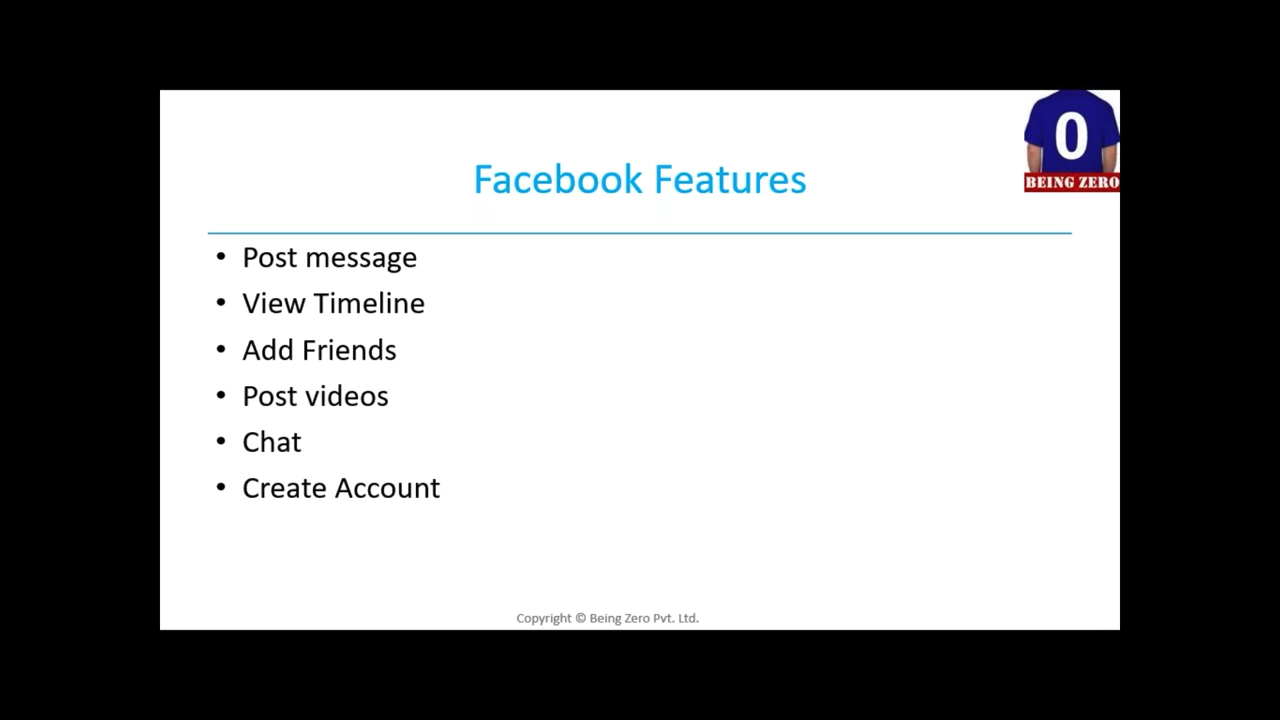 0
BEING ZERO
Facebook Features
• Post message
• View Timeline
• Add Friends
• Post videos
• Chat
• Create Account
Copyright © Being Zero Pvt. Ltd.